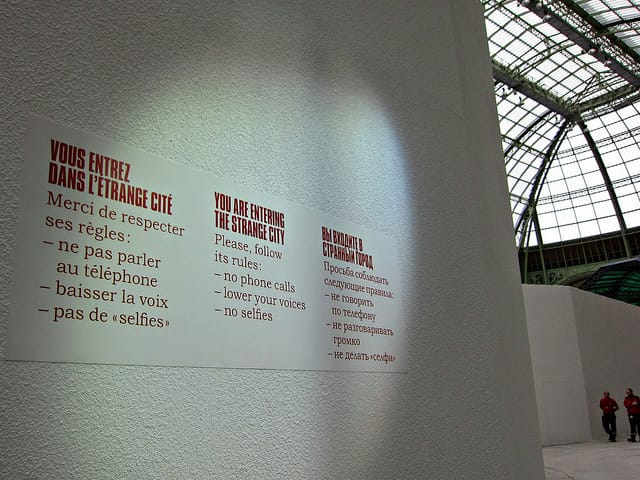 VOUS ENTREZ
DANS L'ÉTRANGE CITÉ
Merci de respecter
ses règles :
– ne pas parler
au téléphone
– baisser la voix
– pas de «selfies»
YOU ARE ENTERING
THE STRANGE CITY
Please, follow
its rules:
– no phone calls
– lower your voices
– no selfies
ВЫ ВХОДИТЕ В
СТРАННЫЙ ГОРОД
Просьба соблюдать
следующие правила:
– не говорить
по телефону
– не разговаривать
громко
– не делать «селфи»